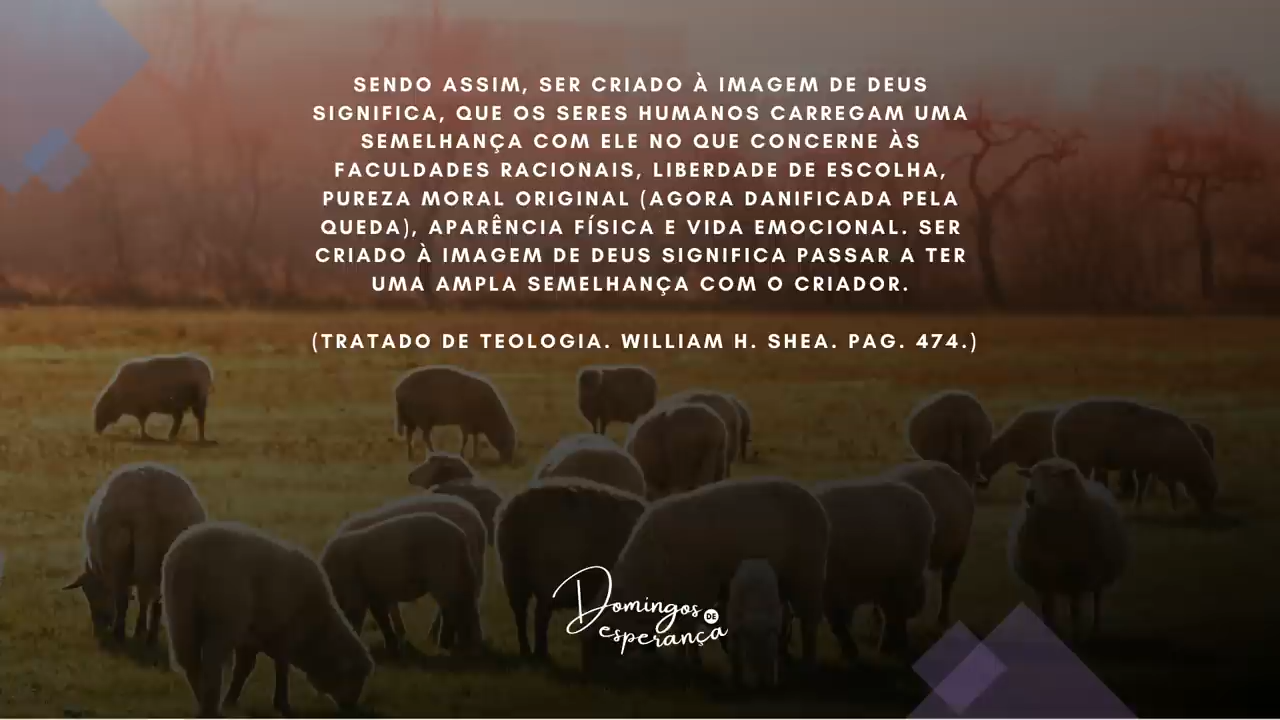 SENDO ASSIM, SER CRIADO À IMAGEM DE DEUS
SIGNIFICA, QUE OS SERES HUMANOS CARREGAM UMA
SEMELHANÇA COM ELE NO QUE CONCERNE ÀS
FACULDADES RACIONAIS, LIBERDADE DE ESCOLHA,
PUREZA MORAL ORIGINAL (AGORA DANIFICADA PELA
QUEDA), APARÊNCIA FÍSICA E VIDA EMOCIONAL. SER
CRIADO À IMAGEM DE DEUS SIGNIFICA PASSAR A TER
UMA AMPLA SEMELHANÇA COM O CRIADOR.
(TRATADO DE TEOLOGIA. WILLIAM H. SHEA. PAG. 474.)
Domingos DE
esperança